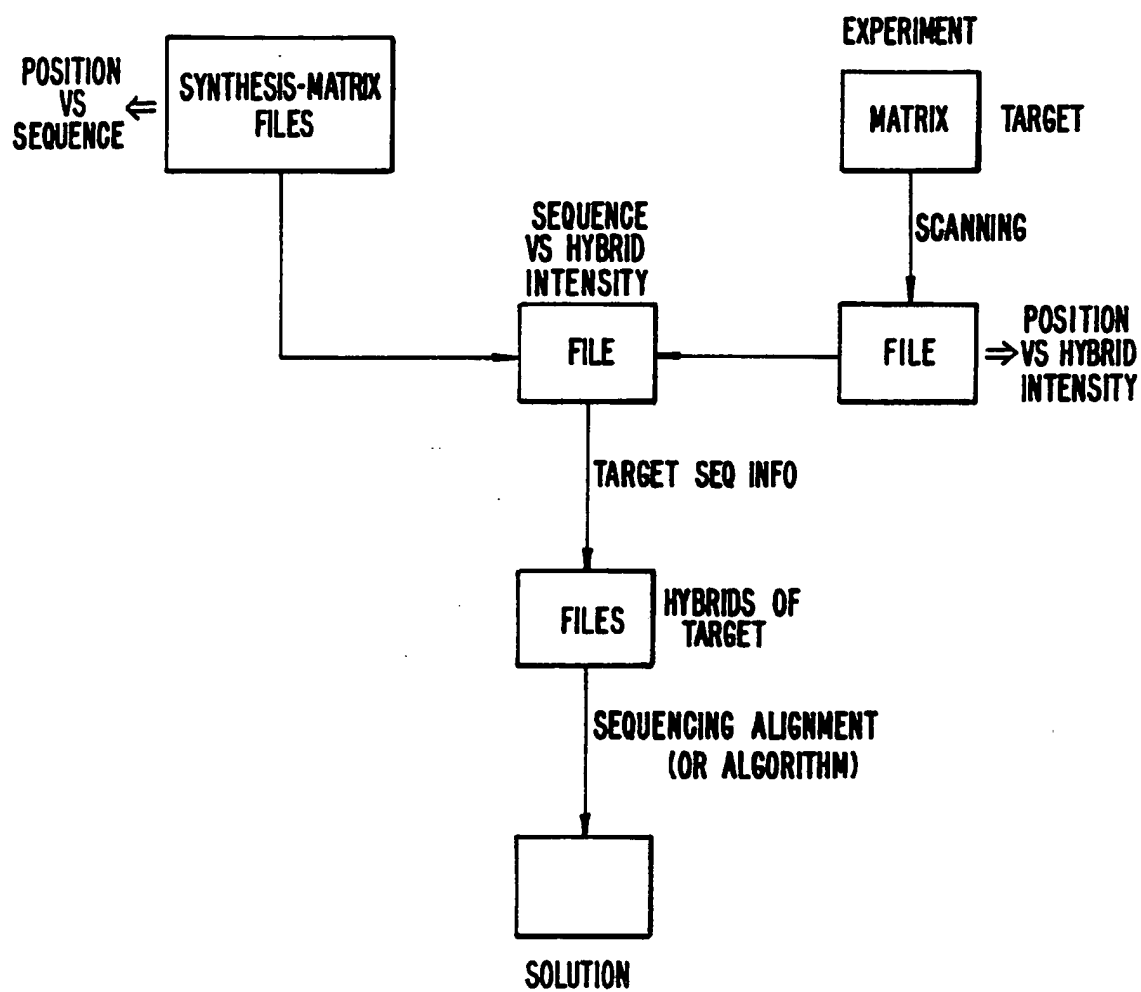 POSITION
VS
SEQUENCE
SYNTHESIS-MATRIX
FILES
EXPERIMENT
MATRIX
TARGET
SCANNING
SEQUENCE
VS HYBRID
INTENSITY
FILE
FILE
POSITION
VS HYBRID
INTENSITY
TARGET SEQ INFO
FILES
HYBRIDS OF
TARGET
SEQUENCING ALIGNMENT
(OR ALGORITHM)
SOLUTION